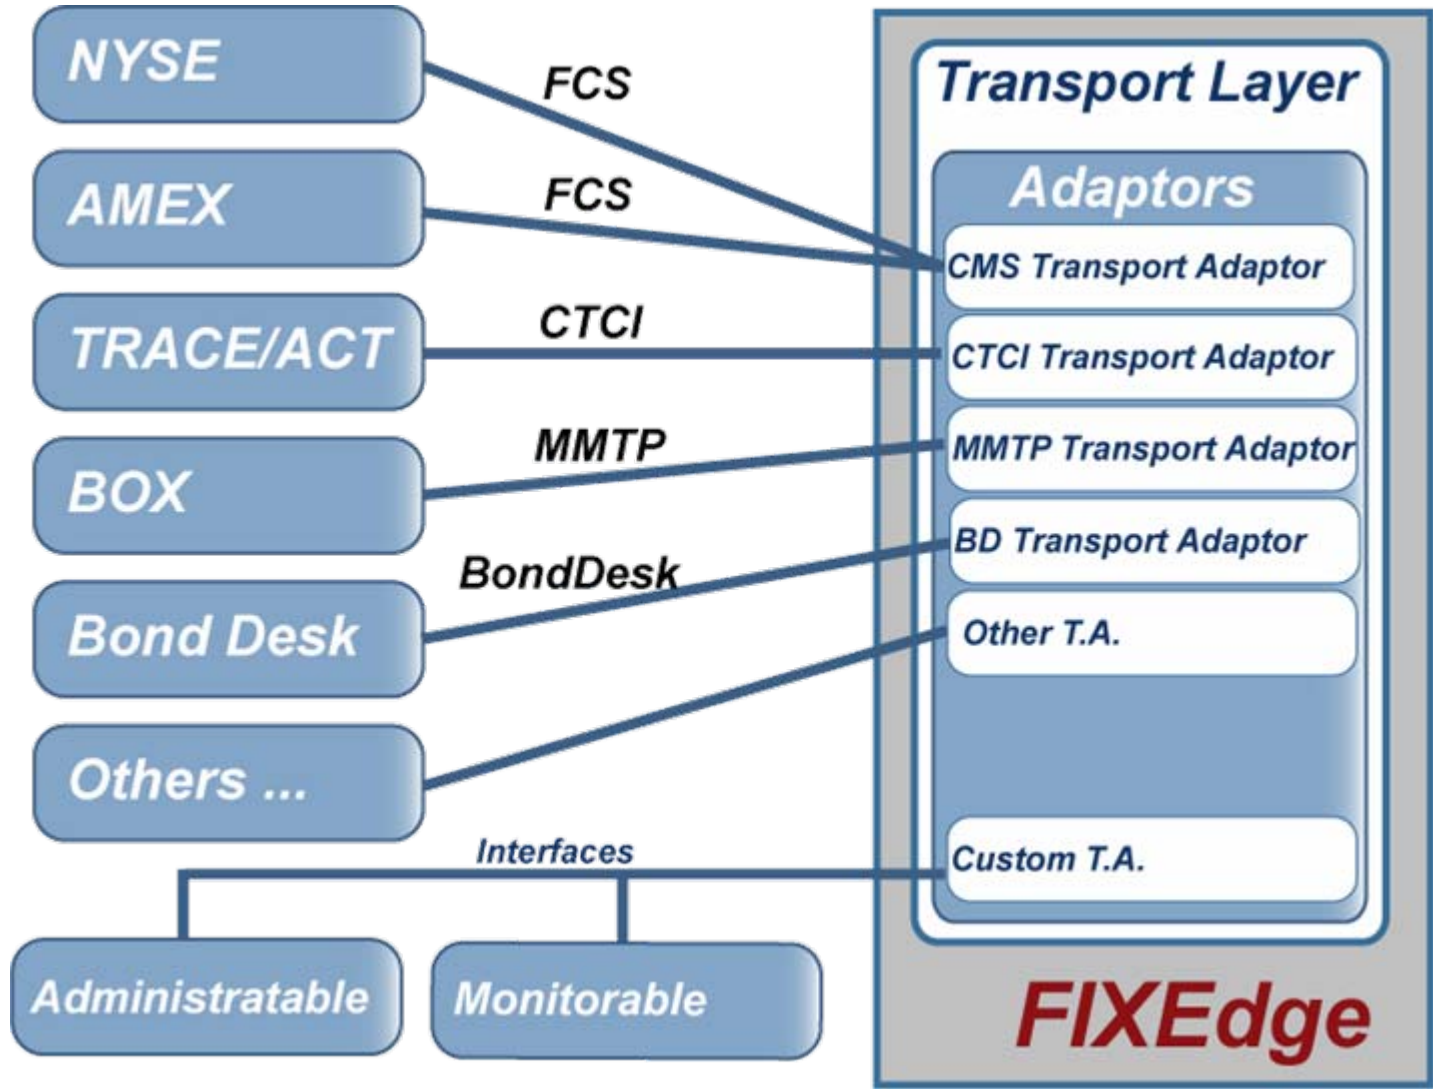 NYSE
FCS
AMEX
FCS
TRACE/ACT
CTCI
BOX
MMTP
Bond Desk
BondDesk
Others ...
Interfaces
Administratable
Monitorable
Transport Layer
Adaptors
CMS Transport Adaptor
CTCI Transport Adaptor
MMTP Transport Adaptor
BD Transport Adaptor
Other T.A.
Custom T.A.
FIXEdge